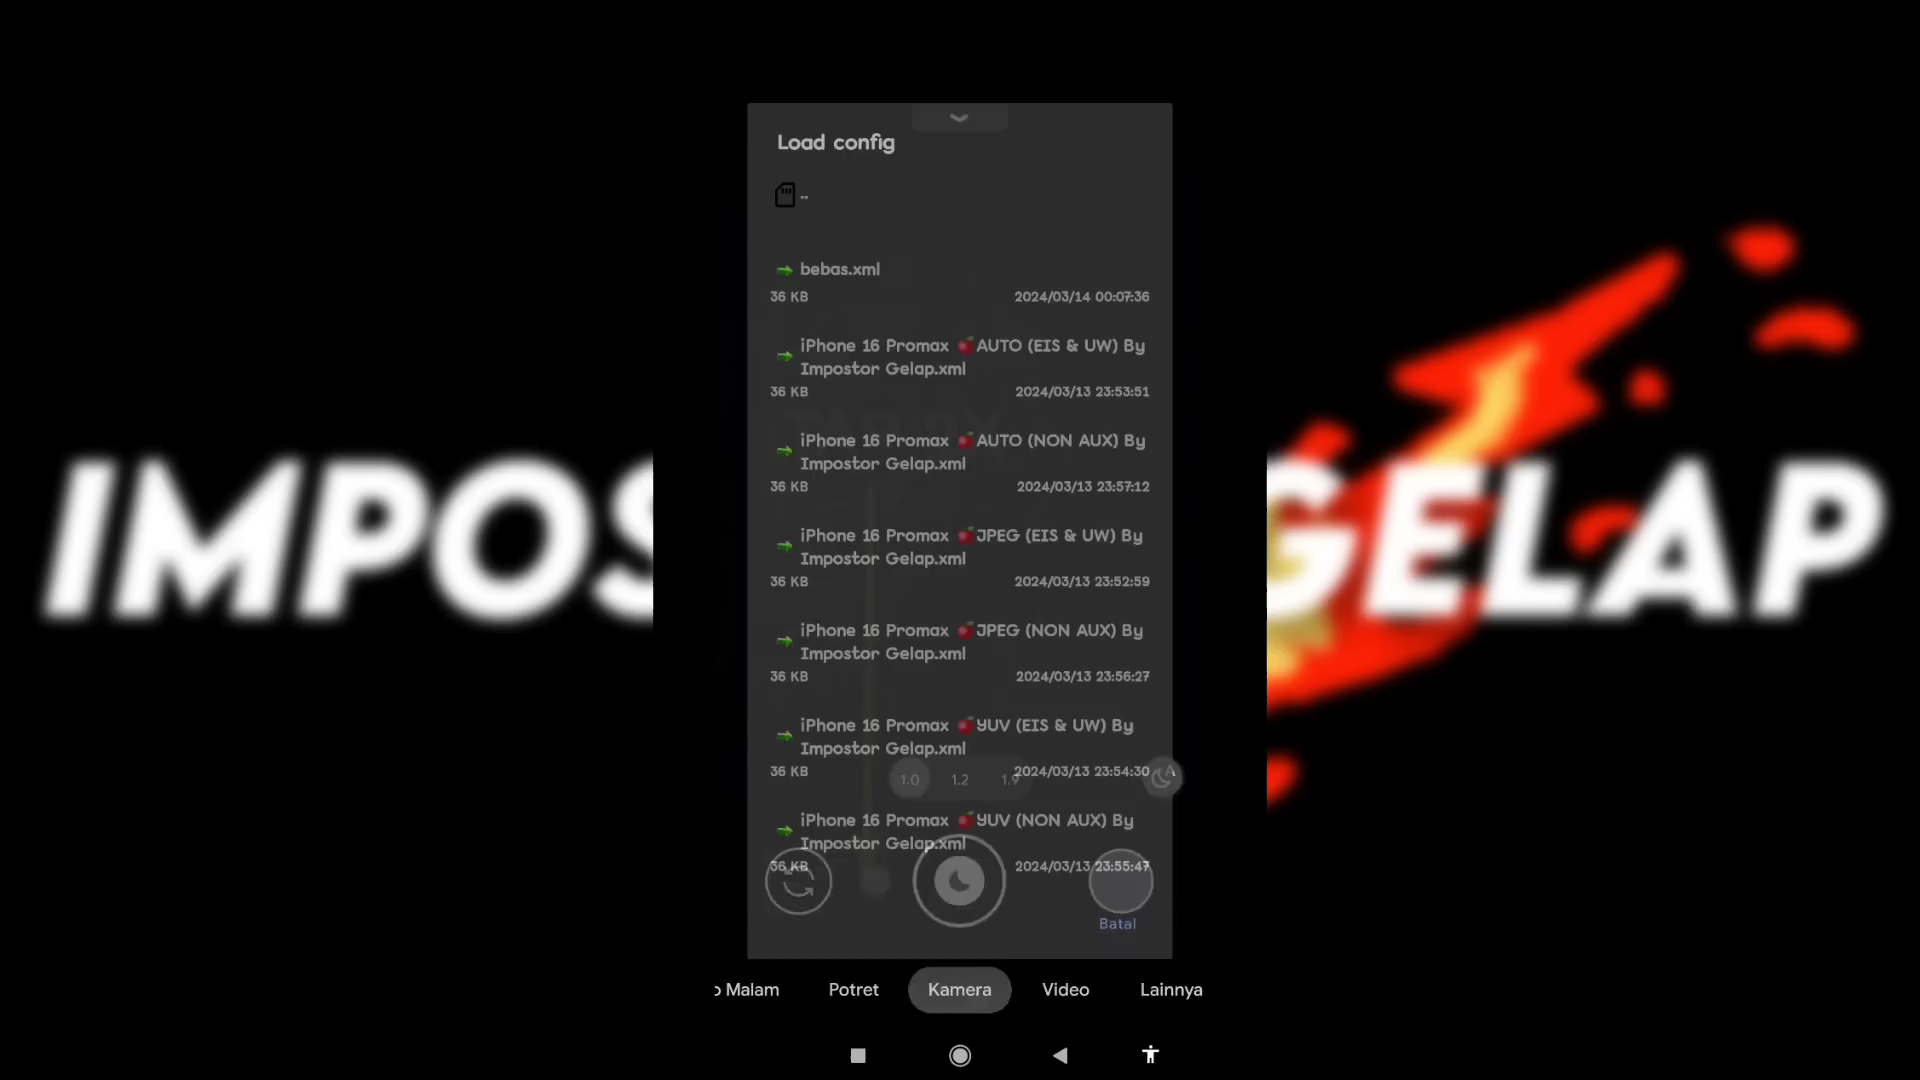 Load config
..
bebas.xml
36 KB 2024/03/14 00:07:36
iPhone 16 Promax 🍒AUTO (EIS & UW) By
Impostor Gelap.xml
36 KB 2024/03/13 23:53:51
iPhone 16 Promax 🍒AUTO (NON AUX) By
Impostor Gelap.xml
36 KB 2024/03/13 23:57:12
iPhone 16 Promax 🍒JPEG (EIS & UW) By
Impostor Gelap.xml
36 KB 2024/03/13 23:52:59
iPhone 16 Promax 🍒JPEG (NON AUX) By
Impostor Gelap.xml
36 KB 2024/03/13 23:56:27
iPhone 16 Promax 🍒YUV (EIS & UW) By
Impostor Gelap.xml
36 KB 2024/03/13 23:54:30
1.0 1.2 1.9
iPhone 16 Promax 🍒YUV (NON AUX) By
Impostor Gelap.xml
36 KB 2024/03/13 23:55:47
Batal
Malam Potret Kamera Video Lainnya
IMPOS GELAP